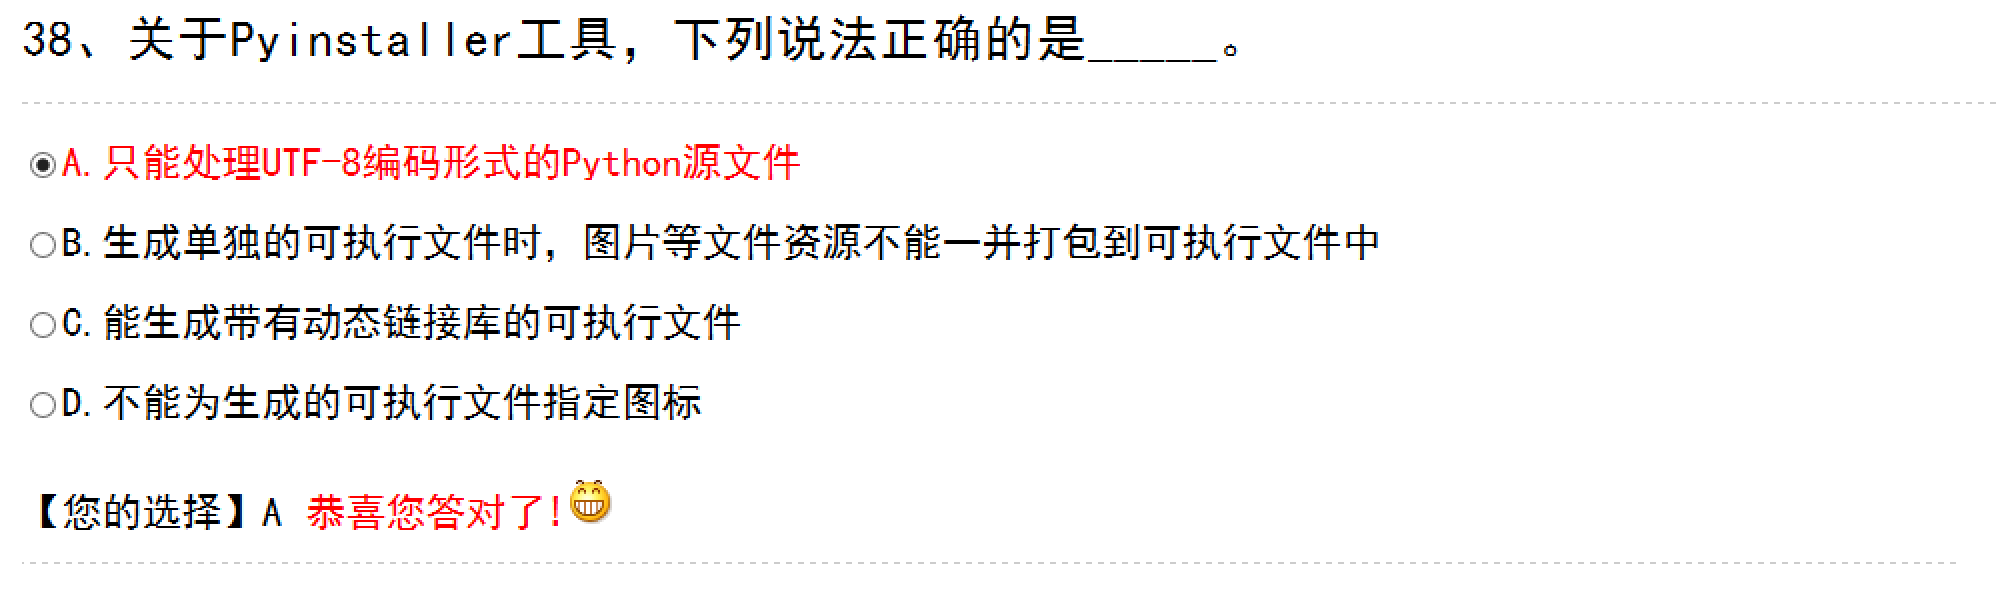 38、关于Pyinstaller工具，下列说法正确的是_____。
A. 只能处理UTF-8编码形式的Python源文件
B. 生成单独的可执行文件时，图片等文件资源不能一并打包到可执行文件中
C. 能生成带有动态链接库的可执行文件
D. 不能为生成的可执行文件指定图标
【您的选择】A 恭喜您答对了!